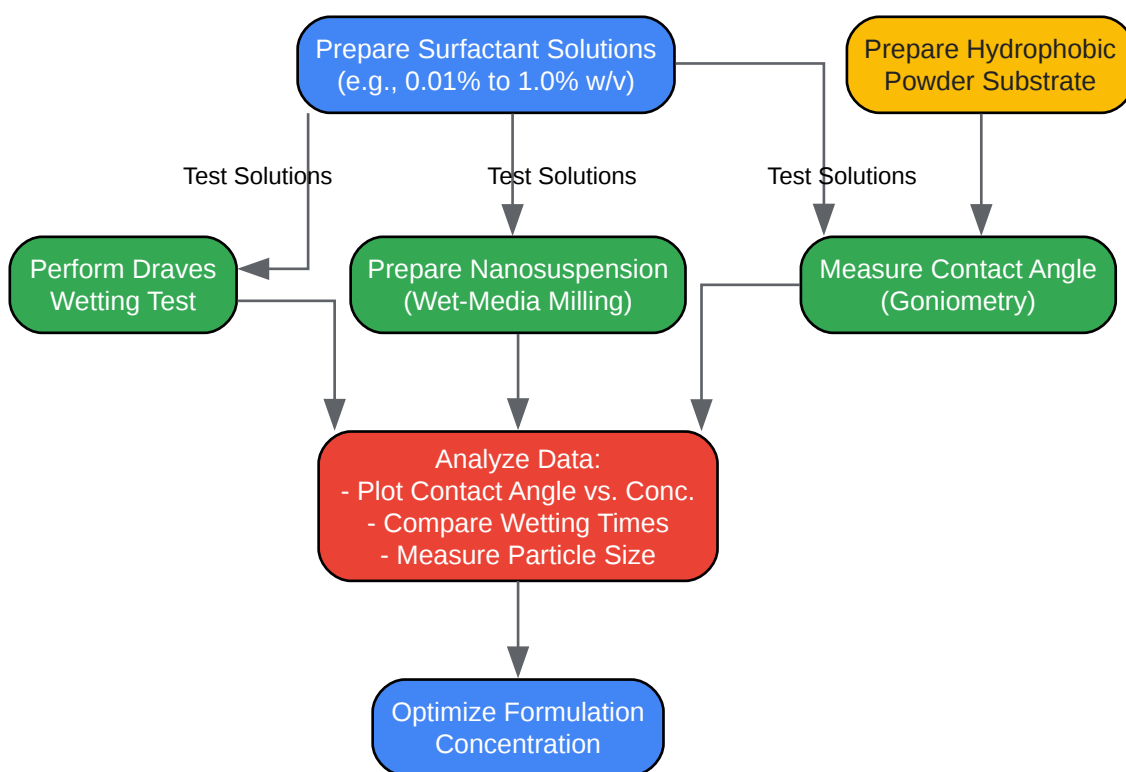 Prepare Surfactant Solutions
(e.g., 0.01% to 1.0% w/v)
Prepare Hydrophobic
Powder Substrate
Test Solutions
Test Solutions
Test Solutions
Perform Draves
Wetting Test
Prepare Nanosuspension
(Wet-Media Milling)
Measure Contact Angle
(Goniometry)
Analyze Data:
- Plot Contact Angle vs. Conc.
- Compare Wetting Times
- Measure Particle Size
Optimize Formulation
Concentration